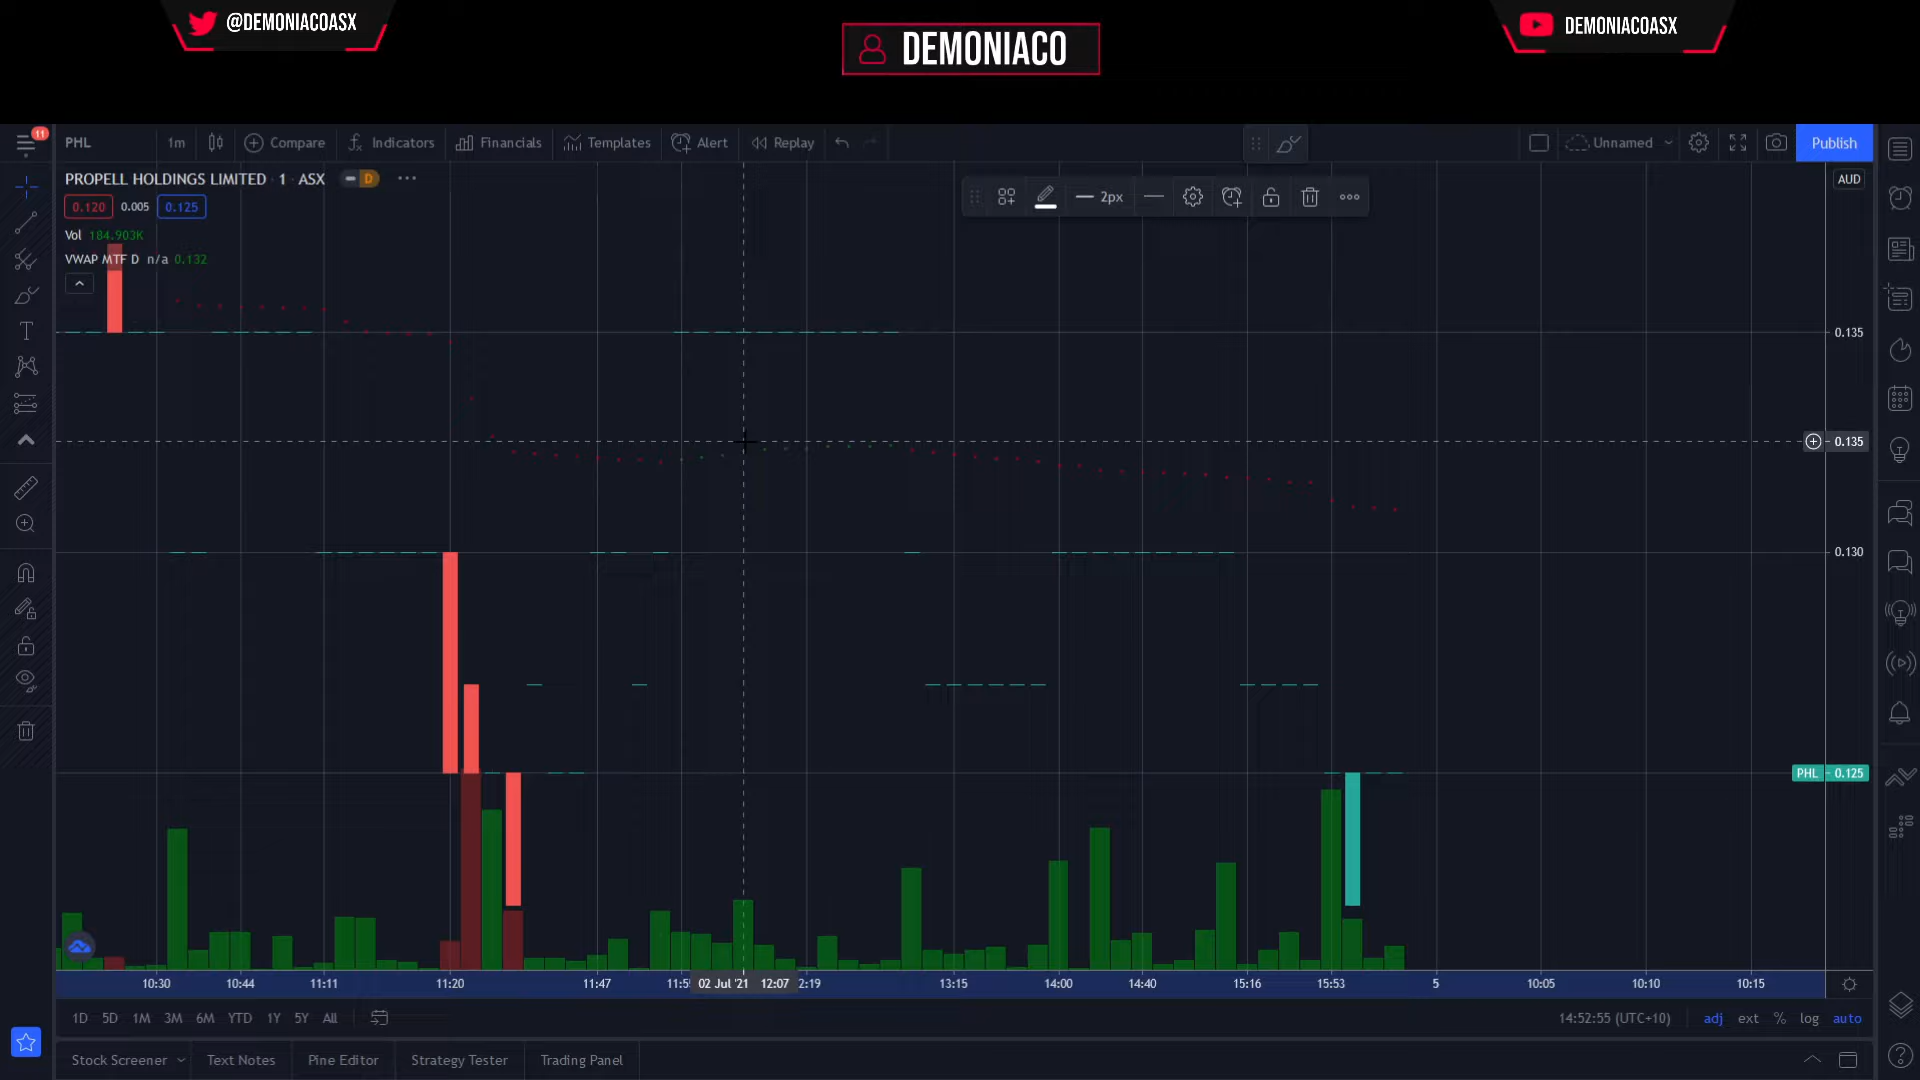 @DEMONIACOASX
DEMONIACO
DEMONIACOASX
11
PHL
1m
Compare
Indicators
Financials
Templates
Alert
Replay
Unnamed
Publish
PROPELL HOLDINGS LIMITED · 1 · ASX
D
AUD
2px
0.120
0.005
0.125
Vol 184.903K
VWAP MTF D n/a 0.132
0.135
0.135
0.130
PHL 0.125
10:30
10:44
11:11
11:20
11:47
02 Jul '21 12:07
13:15
14:00
14:40
15:16
15:53
5
10:05
10:10
10:15
1D 5D 1M 3M 6M YTD 1Y 5Y All
14:52:55 (UTC+10)
adj ext % log auto
Stock Screener
Text Notes
Pine Editor
Strategy Tester
Trading Panel